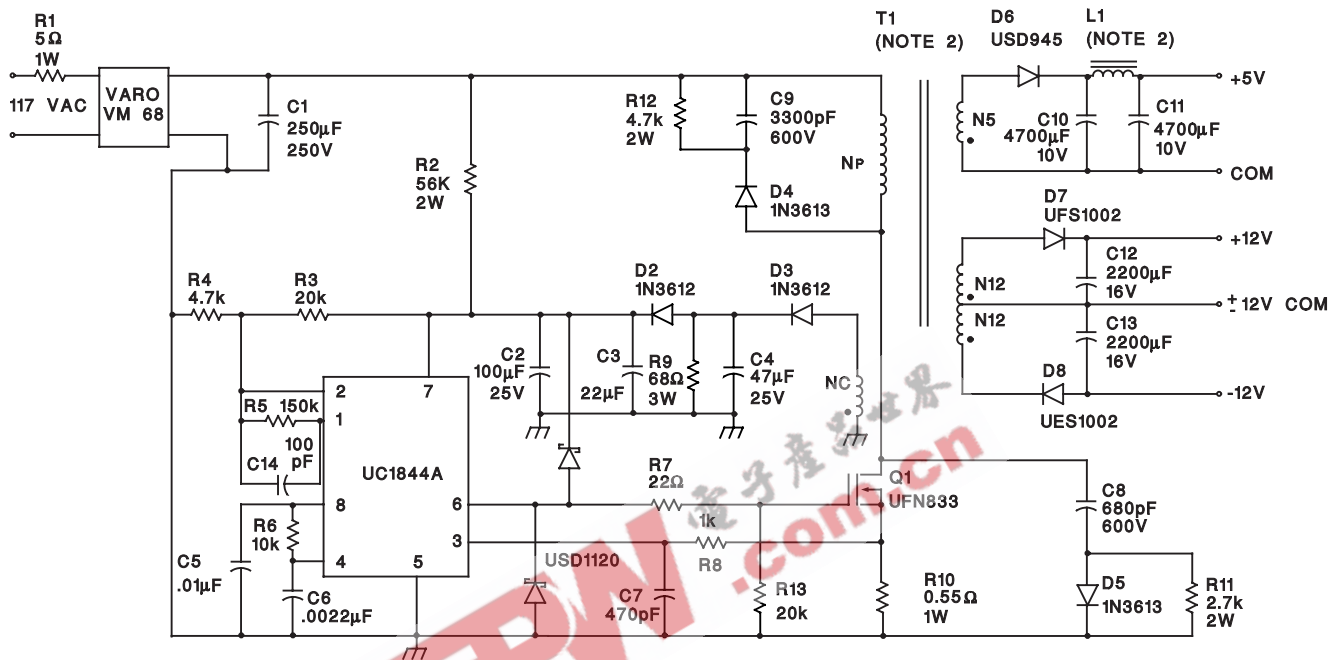 R1
5Ω
1W
117 VAC
VARO
VM 68
C1
250µF
250V
R2
56K
2W
R12
4.7k
2W
C9
3300pF
600V
D4
1N3613
NP
T1
(NOTE 2)
D6
USD945
L1
(NOTE 2)
+5V
N5
C10
4700µF
10V
C11
4700µF
10V
COM
D7
UFS1002
+12V
N12
N12
C12
2200µF
16V
± 12V COM
C13
2200µF
16V
D8
UES1002
-12V
R4
4.7k
R3
20k
D2
1N3612
D3
1N3612
C2
100µF
25V
C3
22µF
R9
68Ω
3W
C4
47µF
25V
NC
2
7
R5
150k
1
C14
100
pF
UC1844A
8
6
R6
10k
4
3
5
C5
.01µF
C6
.0022µF
R7
22Ω
1k
R8
USD1120
C7
470pF
R13
20k
Q1
UFN833
R10
0.55Ω
1W
C8
680pF
600V
D5
1N3613
R11
2.7k
2W
電子產品世界
.com.cn